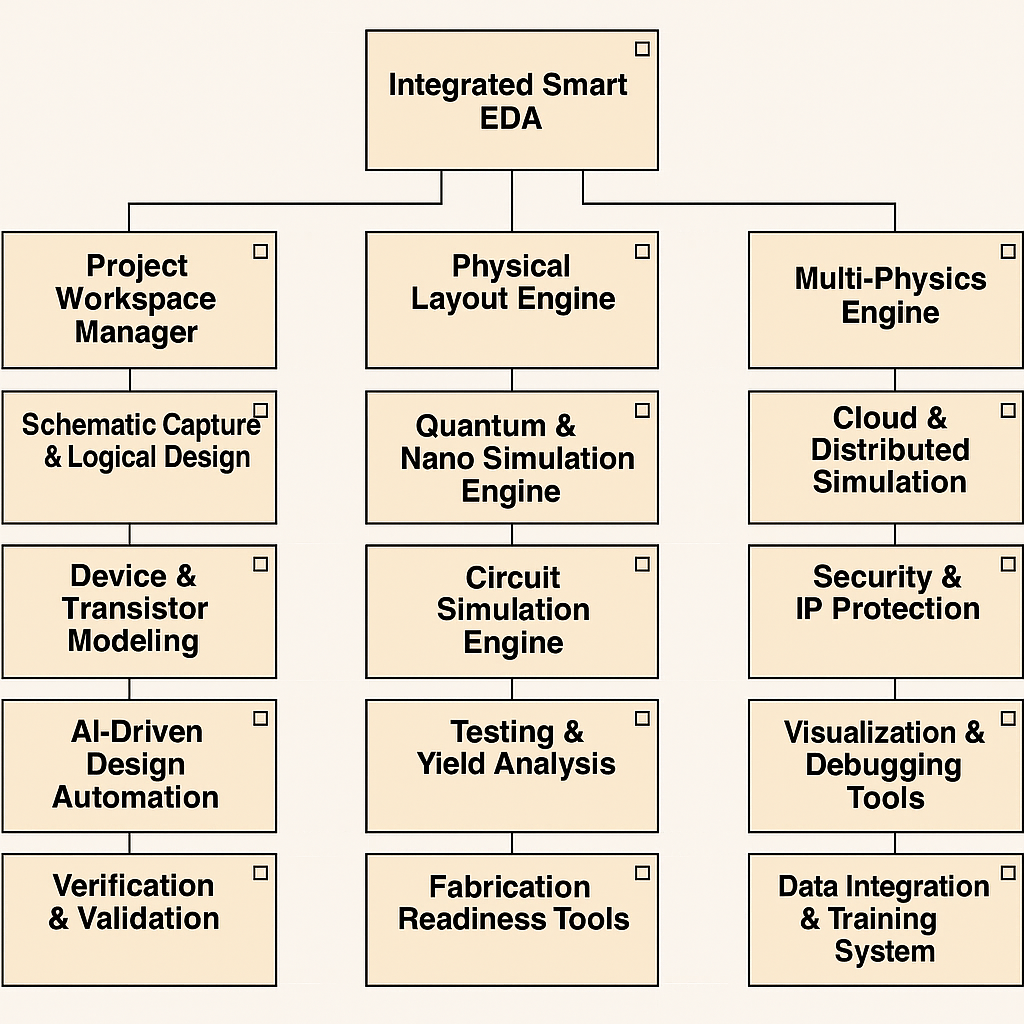 Integrated Smart
EDA
Project
Workspace
Manager
Schematic Capture
& Logical Design
Device &
Transistor
Modeling
AI-Driven
Design
Automation
Verification
& Validation
Physical
Layout Engine
Quantum &
Nano Simulation
Engine
Circuit
Simulation
Engine
Testing &
Yield Analysis
Fabrication
Readiness Tools
Multi-Physics
Engine
Cloud &
Distributed
Simulation
Security &
IP Protection
Visualization &
Debugging
Tools
Data Integration
& Training
System